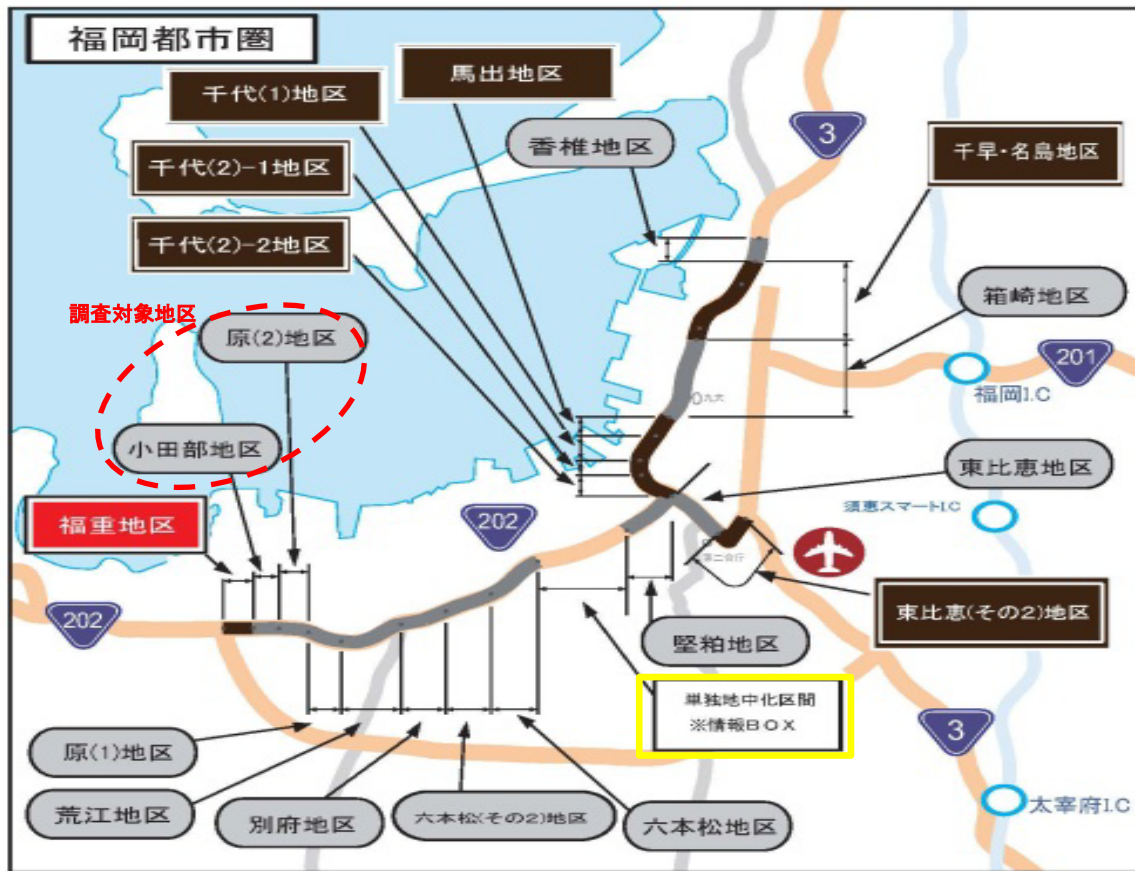 福岡都市圏
千代(1)地区
馬出地区
3
香椎地区
千早・名島地区
千代(2)-1地区
千代(2)-2地区
箱崎地区
調査対象地区
原(2)地区
201
福岡I.C
小田部地区
東比恵地区
須恵スマートI.C
福重地区
202
202
東比恵(その2)地区
堅粕地区
単独地中化区間
※情報BOX
3
原(1)地区
荒江地区
別府地区
六本松(その2)地区
六本松地区
太宰府I.C